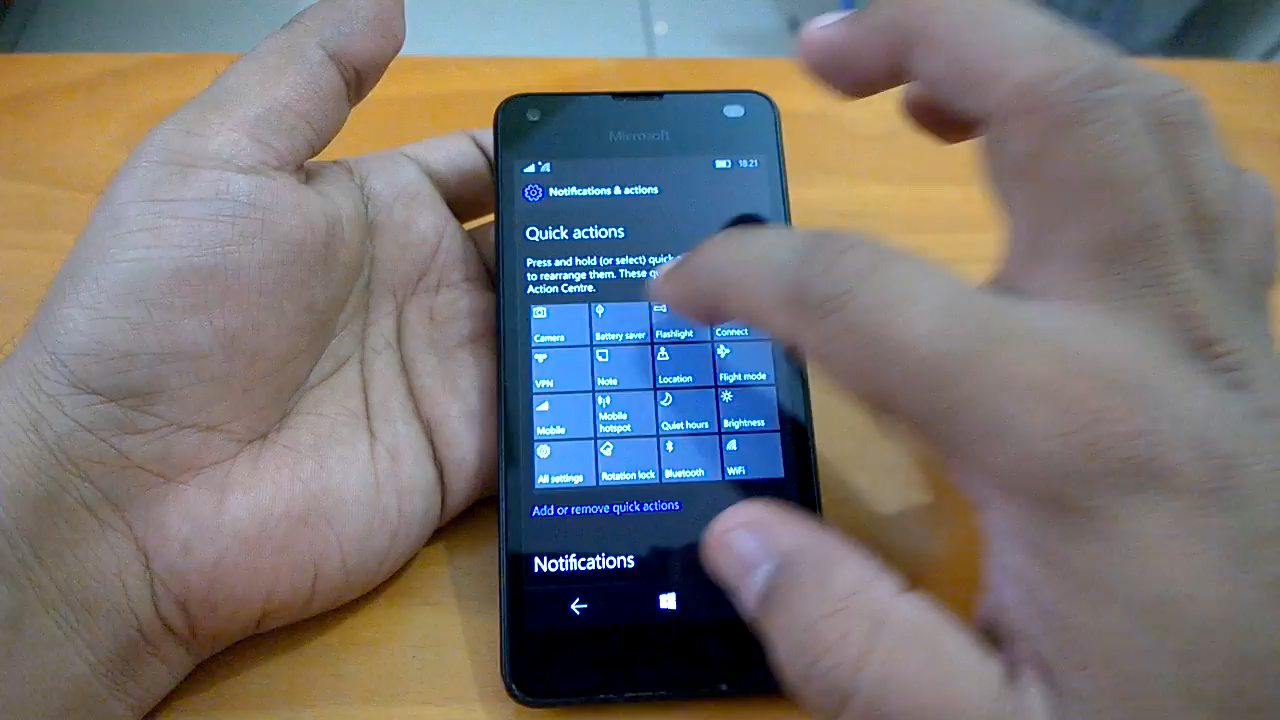 Microsoft
18:21
Notifications & actions
Quick actions
Press and hold (or select) quick
to rearrange them. These
Action Centre.
Camera Battery saver Flashlight Connect
VPN Note Location Flight mode
Mobile Mobile hotspot Quiet hours Brightness
All settings Rotation lock Bluetooth WiFi
Add or remove quick actions
Notifications